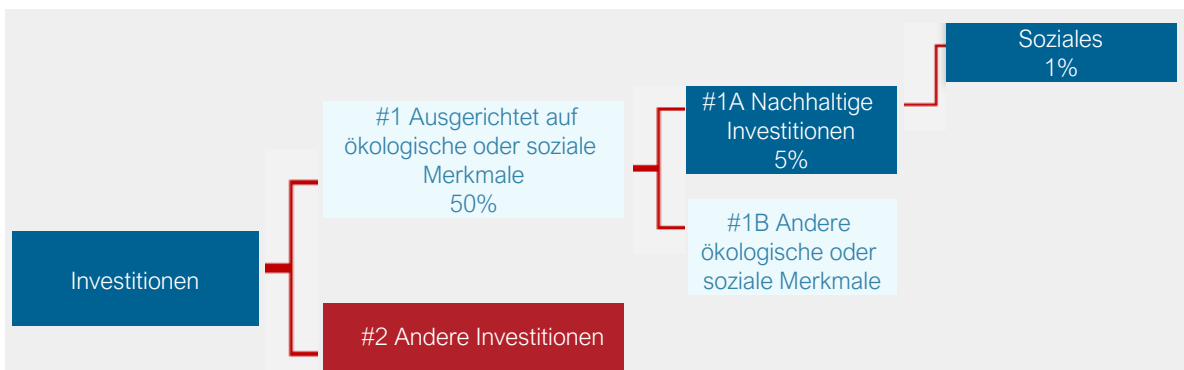 Soziales
1%
#1A Nachhaltige
Investitionen
5%
#1 Ausgerichtet auf
ökologische oder soziale
Merkmale
50%
#1B Andere
ökologische oder
soziale Merkmale
Investitionen
#2 Andere Investitionen